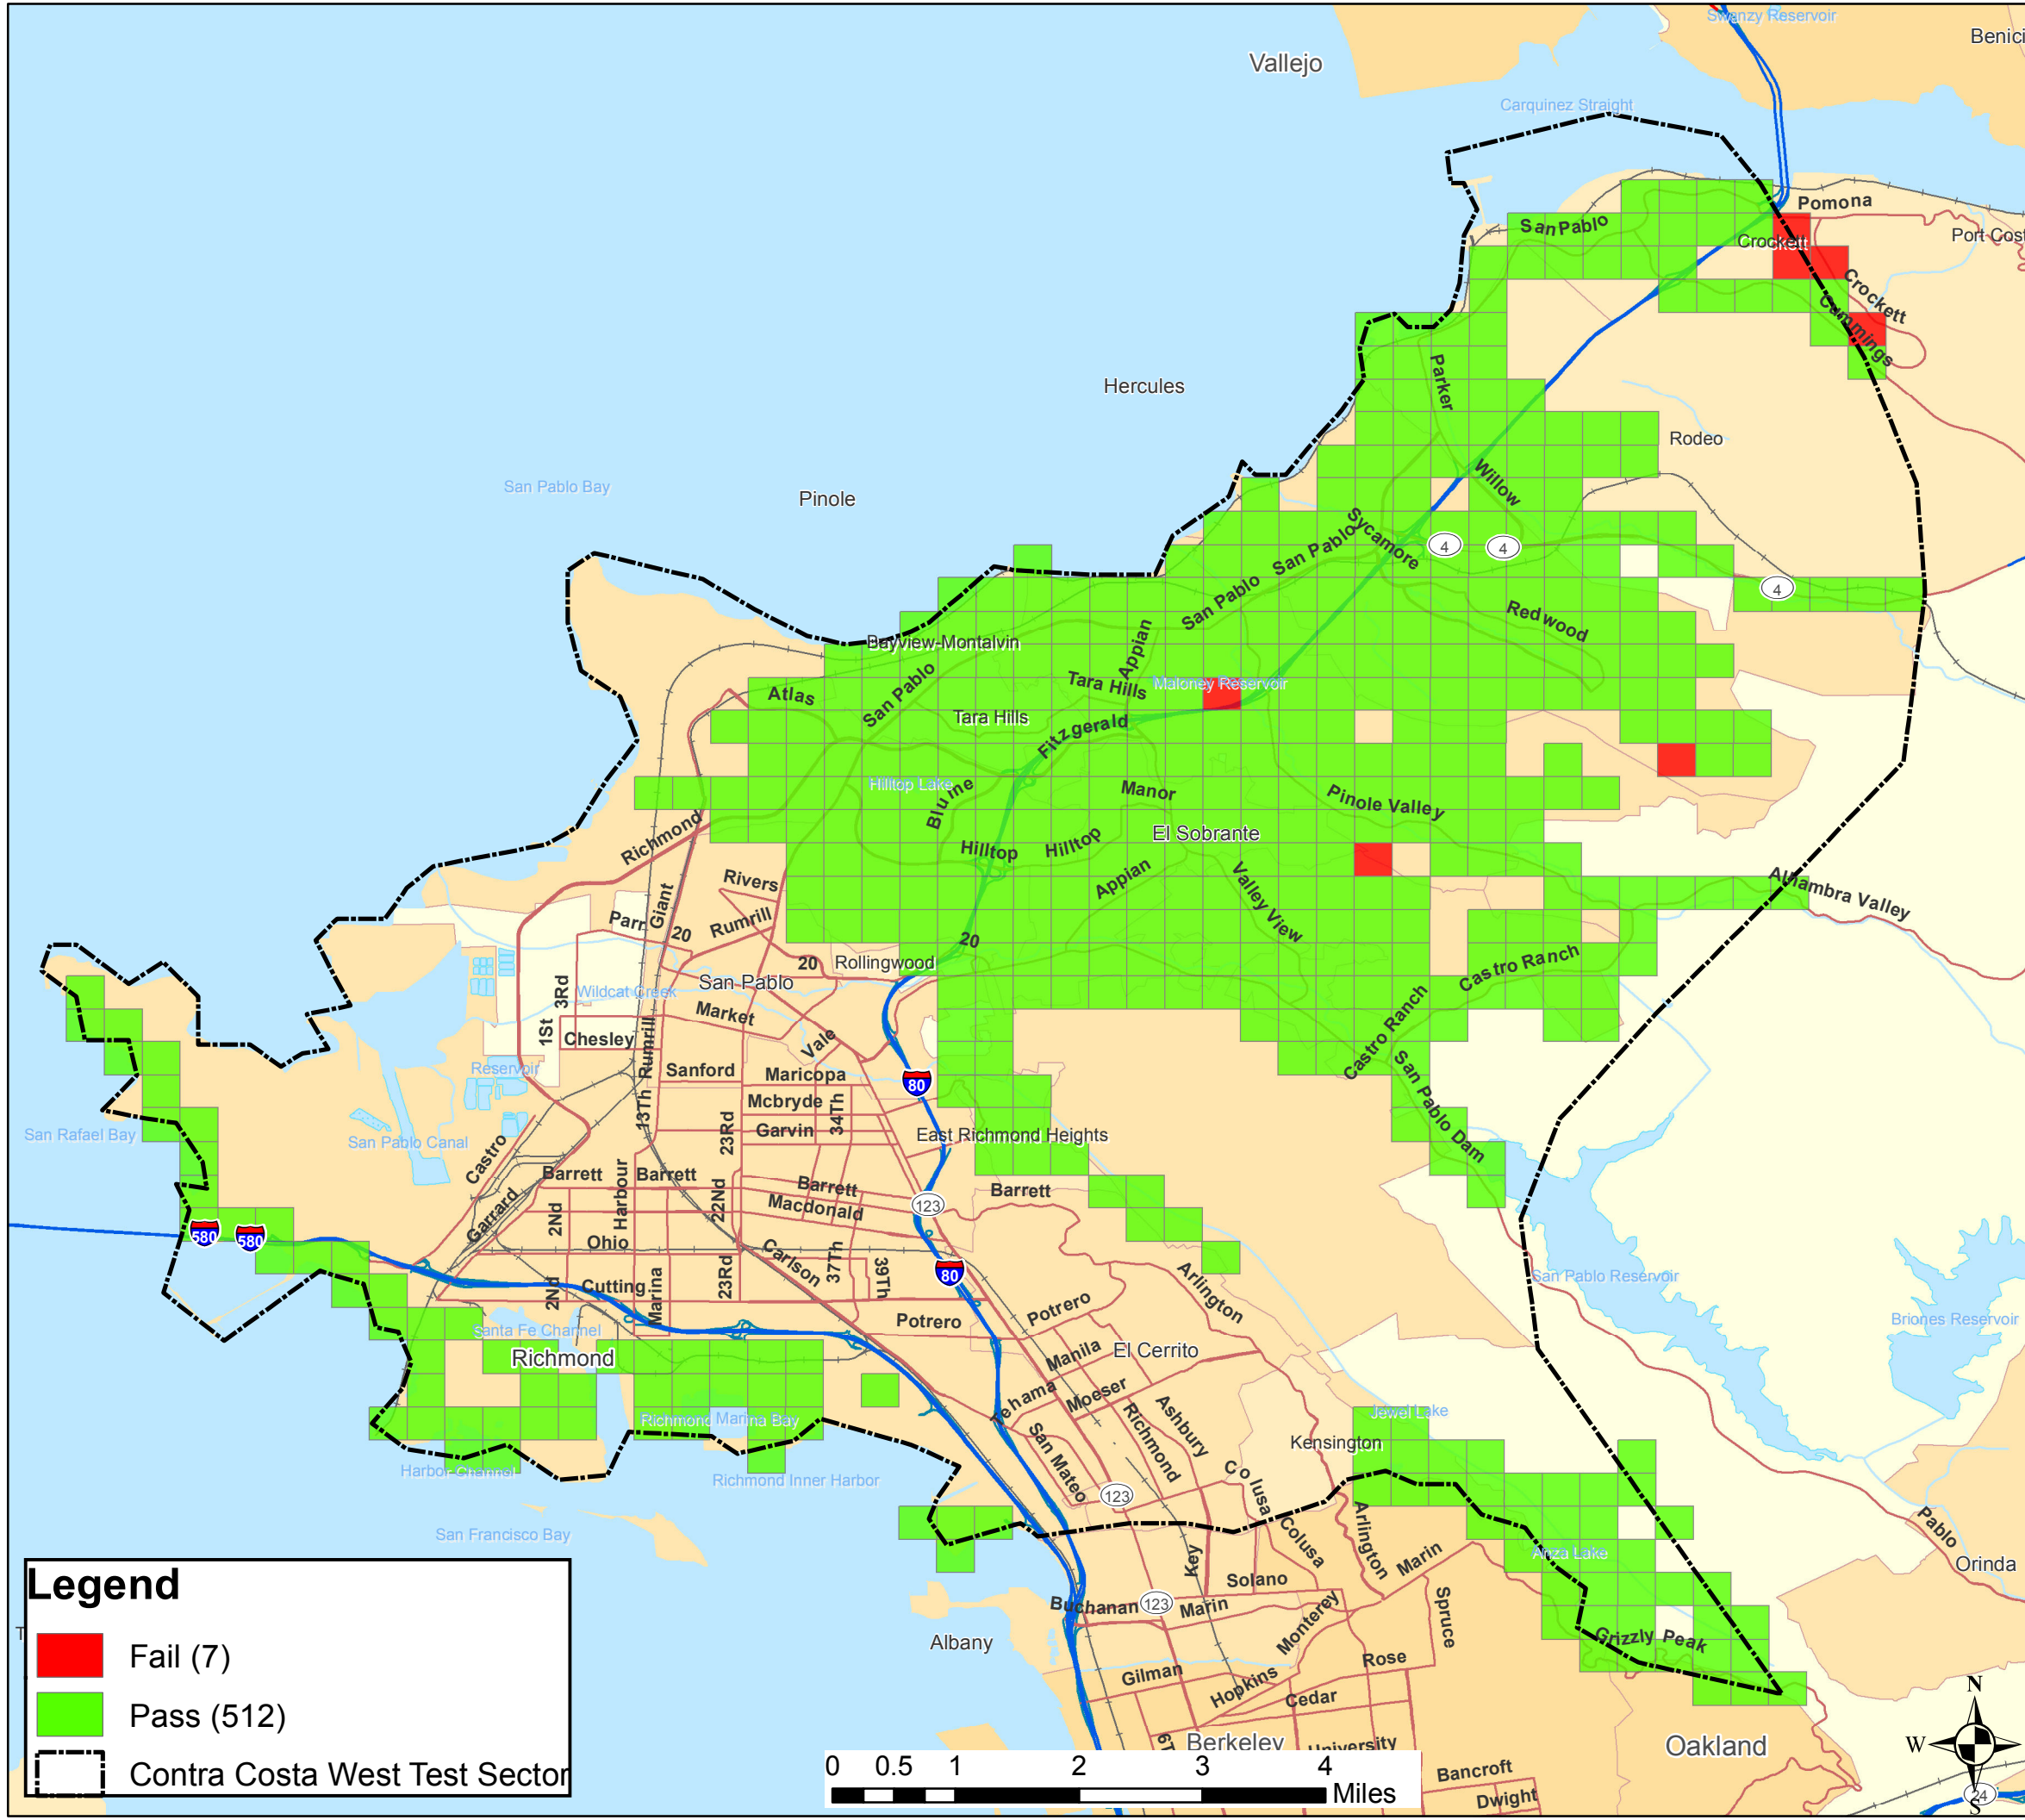 Swanzy Reservoir
Benici
Vallejo
Carquinez Straight
Pomona
San Pablo
Crockett
Port Cost
Crockett
Cummings
Parker
Hercules
Rodeo
Willow
San Pablo Bay
Pinole
Sycamore
San Pablo
4
4
4
San Pablo
Redwood
Bayview-Montalvin
Appian
San Pablo
Tara Hills
Maloney Reservoir
Atlas
Tara Hills
Fitzgerald
Hilltop Lake
Blume
Manor
Pinole Valley
Richmond
El Sobrante
Hilltop
Hilltop
Appian
Valley View
Alhambra Valley
Rivers
Giant
Parr
20
Rumrill
20
20
Rollingwood
San Pablo
Castro Ranch
3Rd
Wildcat Creek
Market
1St
Chesley
Rumrill
Vale
Castro Ranch
San Pablo Dam
Reservoir
Sanford
Maricopa
80
Mcbryde
34Th
13Th
23Rd
Garvin
East Richmond Heights
San Rafael Bay
San Pablo Canal
Castro
Barrett
Barrett
Barrett
Barrett
Harbour
22Nd
Macdonald
123
Garrard
2Nd
580
580
Ohio
Carlson
37Th
39Th
80
Arlington
San Pablo Reservoir
Briones Reservoir
2Nd
Cutting
Marina
23Rd
Potrero
Potrero
Santa Fe Channel
Richmond
Manila
El Cerrito
Tehama
Moeser
Ashbury
Richmond
San Mateo
Richmond Marina Bay
Jewel Lake
Kensington
Harbor Channel
Richmond Inner Harbor
Colusa
123
Colusa
Arlington
San Francisco Bay
Key
Marin
Anza Lake
Pablo
Orinda
Solano
Buchanan
123
Marin
Monterey
Spruce
Grizzly Peak
Albany
Gilman
Hopkins
Rose
Cedar
Berkeley
University
Oakland
Bancroft
Dwight
24
Legend
Fail (7)
Pass (512)
Contra Costa West Test Sector
0 0.5 1 2 3 4
Miles
N
W
S